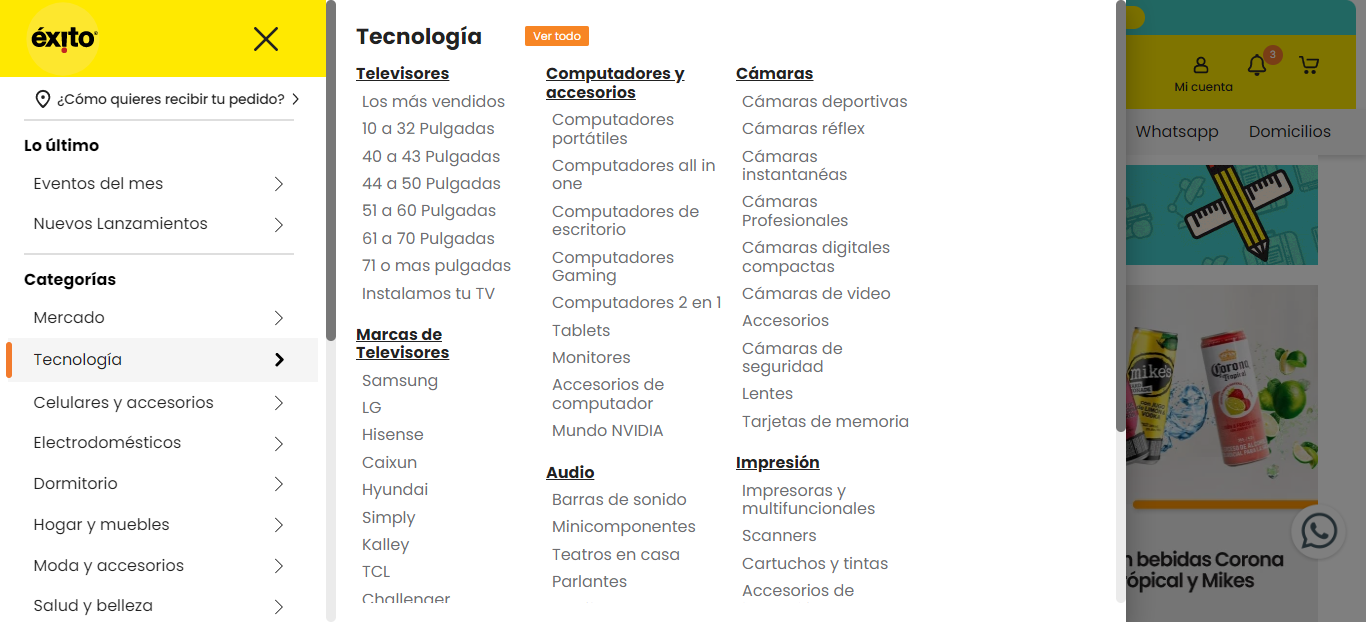 éxito
¿Cómo quieres recibir tu pedido?
Lo último
Eventos del mes
Nuevos Lanzamientos
Categorías
Mercado
Tecnología
Celulares y accesorios
Electrodomésticos
Dormitorio
Hogar y muebles
Moda y accesorios
Salud y belleza
Tecnología
Ver todo
Televisores
Los más vendidos
10 a 32 Pulgadas
40 a 43 Pulgadas
44 a 50 Pulgadas
51 a 60 Pulgadas
61 a 70 Pulgadas
71 o mas pulgadas
Instalamos tu TV
Marcas de
Televisores
Samsung
LG
Hisense
Caixun
Hyundai
Simply
Kalley
TCL
Challenger
Computadores y
accesorios
Computadores
portátiles
Computadores all in
one
Computadores de
escritorio
Computadores
Gaming
Computadores 2 en 1
Tablets
Monitores
Accesorios de
computador
Mundo NVIDIA
Audio
Barras de sonido
Minicomponentes
Teatros en casa
Parlantes
Cámaras
Cámaras deportivas
Cámaras réflex
Cámaras
instantanéas
Cámaras
Profesionales
Cámaras digitales
compactas
Cámaras de video
Accesorios
Cámaras de
seguridad
Lentes
Tarjetas de memoria
Impresión
Impresoras y
multifuncionales
Scanners
Cartuchos y tintas
Accesorios de
3
Mi cuenta
Whatsapp
Domicilios
mike's
Corona
Tropical
n bebidas Corona
rópical y Mikes